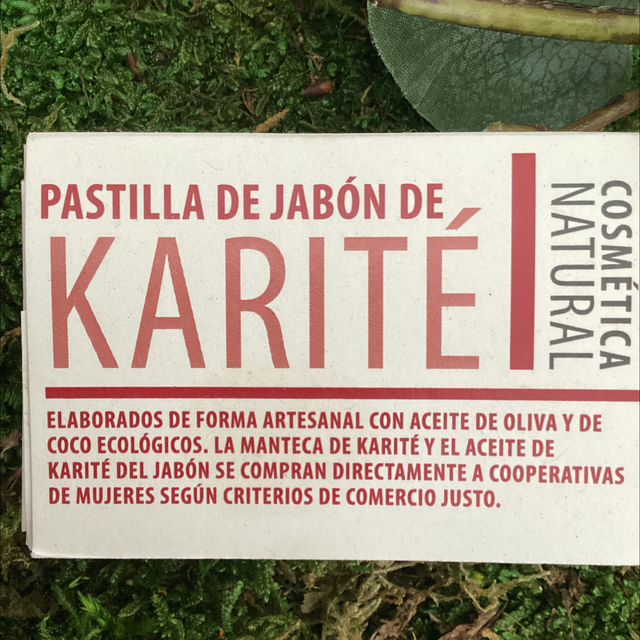 PASTILLA DE JABÓN DE
KARITÉ
COSMÉTICA
NATURAL
ELABORADOS DE FORMA ARTESANAL CON ACEITE DE OLIVA Y DE
COCO ECOLÓGICOS. LA MANTECA DE KARITÉ Y EL ACEITE DE
KARITÉ DEL JABÓN SE COMPRAN DIRECTAMENTE A COOPERATIVAS
DE MUJERES SEGÚN CRITERIOS DE COMERCIO JUSTO.